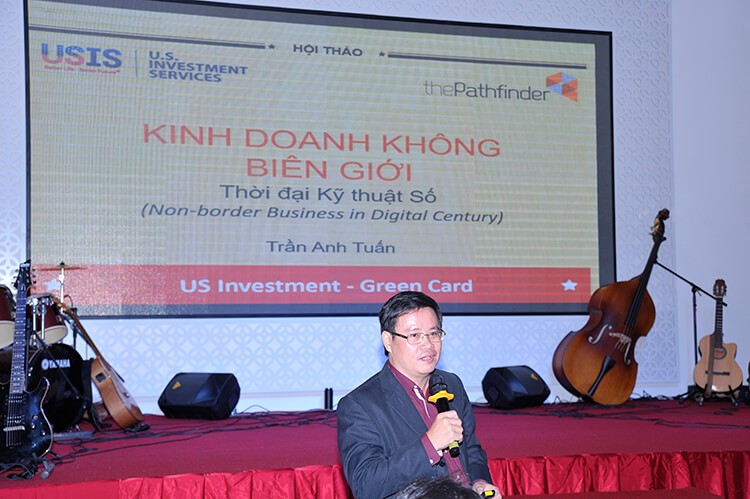 HỘI THẢO
USIS
U.S.
INVESTMENT
SERVICES
thePathfinder
KINH DOANH KHÔNG
BIÊN GIỚI
Thời đại Kỹ thuật Số
(Non-border Business in Digital Century)
Trần Anh Tuấn
US Investment - Green Card
YAMAHA